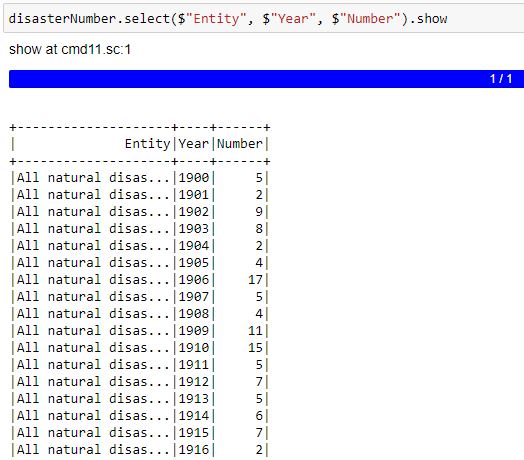 disasterNumber.select($"Entity", $"Year", $"Number").show
show at cmd11.sc:1
1 / 1
+--------------------+----+------+
|              Entity|Year|Number|
+--------------------+----+------+
|All natural disas...|1900|     5|
|All natural disas...|1901|     2|
|All natural disas...|1902|     9|
|All natural disas...|1903|     8|
|All natural disas...|1904|     2|
|All natural disas...|1905|     4|
|All natural disas...|1906|    17|
|All natural disas...|1907|     5|
|All natural disas...|1908|     4|
|All natural disas...|1909|    11|
|All natural disas...|1910|    15|
|All natural disas...|1911|     5|
|All natural disas...|1912|     7|
|All natural disas...|1913|     5|
|All natural disas...|1914|     6|
|All natural disas...|1915|     7|
|All natural disas...|1916|     2|